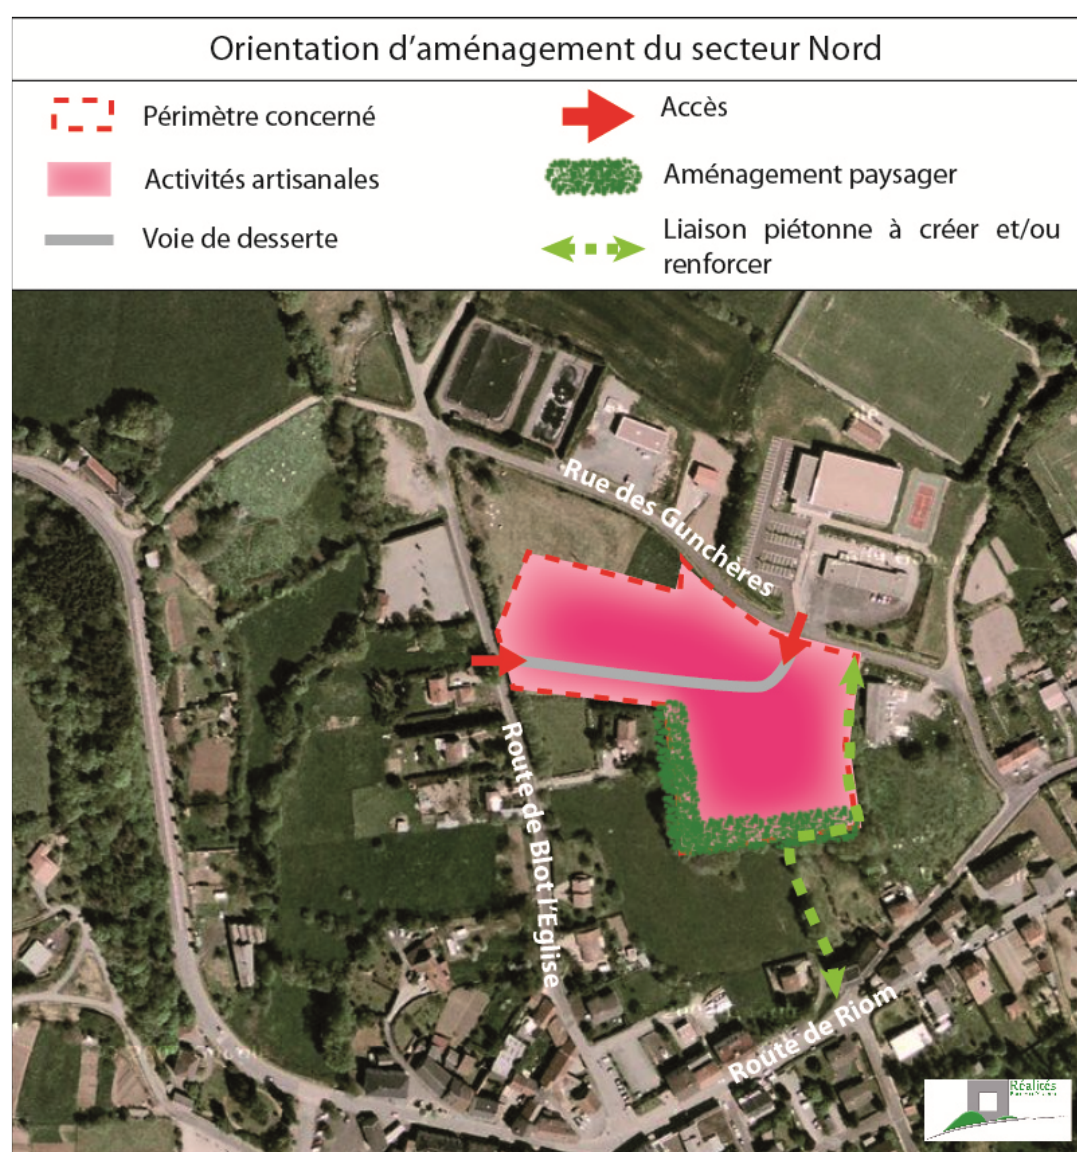 Orientation d’aménagement du secteur Nord
Périmètre concerné
Accès
Activités artisanales
Aménagement paysager
Voie de desserte
Liaison piétonne à créer et/ou
renforcer
Rue des Gunchères
Route de Blot l’Eglise
Route de Riom
Réalités